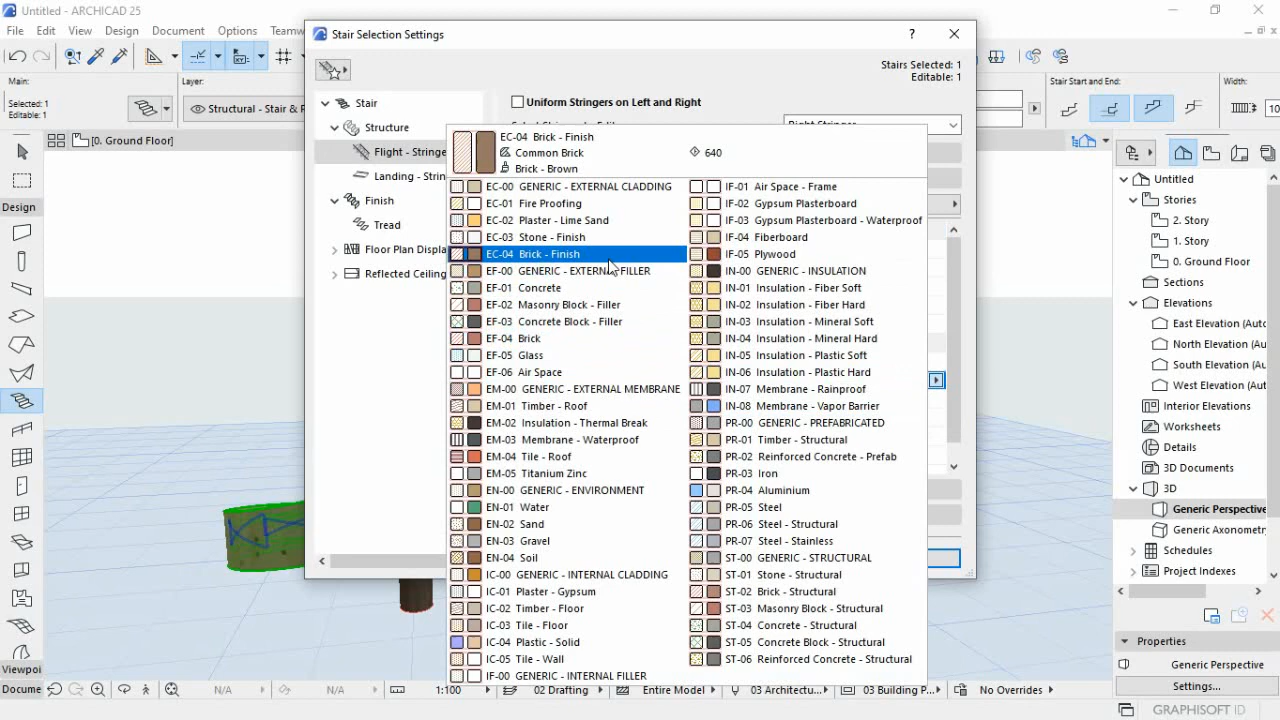 Untitled - ARCHICAD 25
File Edit View Design Document Options Teamw
Main:
Selected: 1
Editable: 1
Layer:
Structural - Stair & R
[0. Ground Floor]
Design
Viewpoi
Docume
Stair Selection Settings
?
Stairs Selected: 1
Editable: 1
Stair
Structure
Flight - Stringe
Landing - Strin
Finish
Tread
Floor Plan Displa
Reflected Ceiling
Uniform Stringers on Left and Right
EC-04 Brick - Finish
Common Brick
640
Brick - Brown
EC-00 GENERIC - EXTERNAL CLADDING
EC-01 Fire Proofing
EC-02 Plaster - Lime Sand
EC-03 Stone - Finish
EC-04 Brick - Finish
EF-00 GENERIC - EXTERNAL FILLER
EF-01 Concrete
EF-02 Masonry Block - Filler
EF-03 Concrete Block - Filler
EF-04 Brick
EF-05 Glass
EF-06 Air Space
EM-00 GENERIC - EXTERNAL MEMBRANE
EM-01 Timber - Roof
EM-02 Insulation - Thermal Break
EM-03 Membrane - Waterproof
EM-04 Tile - Roof
EM-05 Titanium Zinc
EN-00 GENERIC - ENVIRONMENT
EN-01 Water
EN-02 Sand
EN-03 Gravel
EN-04 Soil
IC-00 GENERIC - INTERNAL CLADDING
IC-01 Plaster - Gypsum
IC-02 Timber - Floor
IC-03 Tile - Floor
IC-04 Plastic - Solid
IC-05 Tile - Wall
IF-00 GENERIC - INTERNAL FILLER
IF-01 Air Space - Frame
IF-02 Gypsum Plasterboard
IF-03 Gypsum Plasterboard - Waterproof
IF-04 Fiberboard
IF-05 Plywood
IN-00 GENERIC - INSULATION
IN-01 Insulation - Fiber Soft
IN-02 Insulation - Fiber Hard
IN-03 Insulation - Mineral Soft
IN-04 Insulation - Mineral Hard
IN-05 Insulation - Plastic Soft
IN-06 Insulation - Plastic Hard
IN-07 Membrane - Rainproof
IN-08 Membrane - Vapor Barrier
PR-00 GENERIC - PREFABRICATED
PR-01 Timber - Structural
PR-02 Reinforced Concrete - Prefab
PR-03 Iron
PR-04 Aluminium
PR-05 Steel
PR-06 Steel - Structural
PR-07 Steel - Stainless
ST-00 GENERIC - STRUCTURAL
ST-01 Stone - Structural
ST-02 Brick - Structural
ST-03 Masonry Block - Structural
ST-04 Concrete - Structural
ST-05 Concrete Block - Structural
ST-06 Reinforced Concrete - Structural
Stair Start and End:
Width:
10
Untitled
Stories
2. Story
1. Story
0. Ground Floor
Sections
Elevations
East Elevation (Auto
North Elevation (Aut
South Elevation (Aut
West Elevation (Auto
Interior Elevations
Worksheets
Details
3D Documents
3D
Generic Perspective
Generic Axonometry
Schedules
Project Indexes
Properties
Generic Perspective
Settings...
GRAPHISOFT ID
N/A
N/A
1:100
02 Drafting
Entire Model
03 Architectu...
03 Building P...
No Overrides